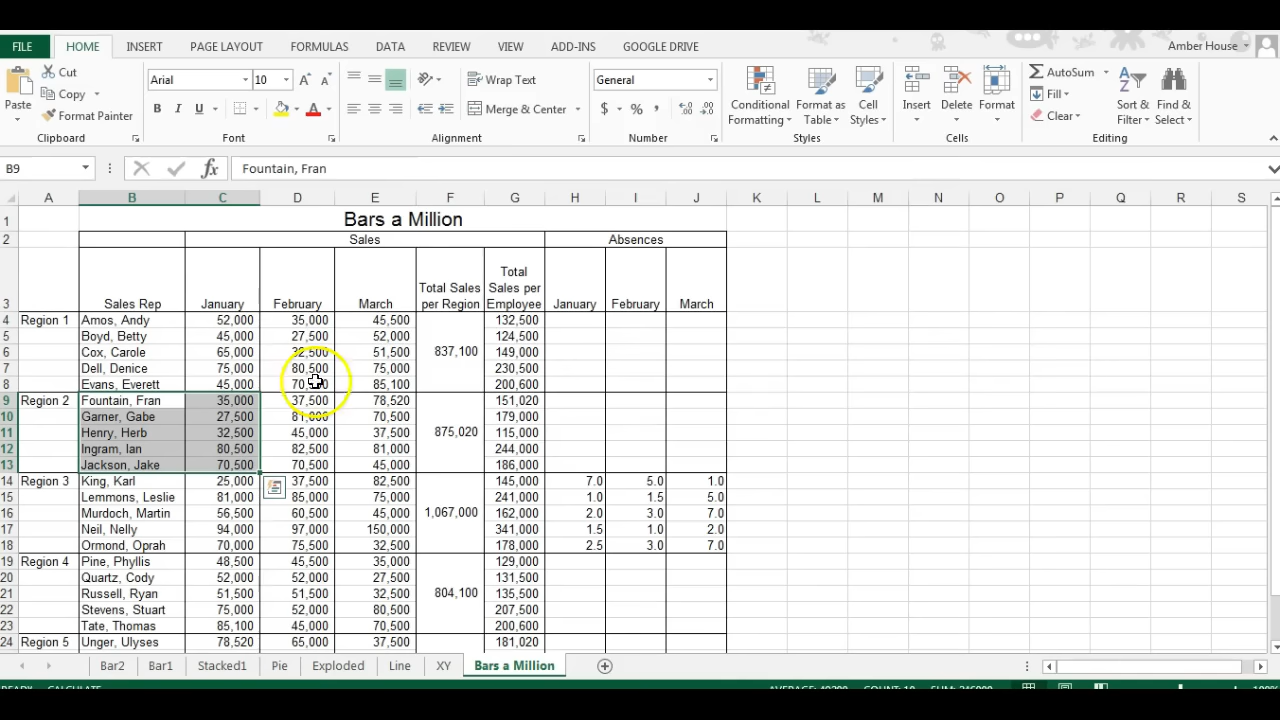 FILE HOME INSERT PAGE LAYOUT FORMULAS DATA REVIEW VIEW ADD-INS GOOGLE DRIVE Amber House
Paste Cut Copy Format Painter Clipboard
Arial 10 A A B I U A Font
Wrap Text Merge & Center Alignment
General $ % , Number
Conditional Formatting Format as Table Cell Styles Styles
Insert Delete Format Cells
AutoSum Fill Clear Sort & Filter Find & Select Editing
B9 fx Fountain, Fran
A B C D E F G H I J K L M N O P Q R S
1 Bars a Million
2 Sales Absences
3 Sales Rep January February March Total Sales per Region Total Sales per Employee January February March
4 Region 1 Amos, Andy 52,000 35,000 45,500 132,500
5 Boyd, Betty 45,000 27,500 52,000 124,500
6 Cox, Carole 65,000 32,500 51,500 837,100 149,000
7 Dell, Denice 75,000 80,500 75,000 230,500
8 Evans, Everett 45,000 85,100 200,600
9 Region 2 Fountain, Fran 35,000 37,500 78,520 151,020
10 Garner, Gabe 27,500 81,000 70,500 179,000
11 Henry, Herb 32,500 45,000 37,500 875,020 115,000
12 Ingram, Ian 80,500 82,500 81,000 244,000
13 Jackson, Jake 70,500 70,500 45,000 186,000
14 Region 3 King, Karl 25,000 37,500 82,500 145,000 7.0 5.0 1.0
15 Lemmons, Leslie 81,000 85,000 75,000 241,000 1.0 1.5 5.0
16 Murdoch, Martin 56,500 60,500 45,000 1,067,000 162,000 2.0 3.0 7.0
17 Neil, Nelly 94,000 97,000 150,000 341,000 1.5 1.0 2.0
18 Ormond, Oprah 70,000 75,500 32,500 178,000 2.5 3.0 7.0
19 Region 4 Pine, Phyllis 48,500 45,500 35,000 129,000
20 Quartz, Cody 52,000 52,000 27,500 131,500
21 Russell, Ryan 51,500 51,500 32,500 804,100 135,500
22 Stevens, Stuart 75,000 52,000 80,500 207,500
23 Tate, Thomas 85,100 45,000 70,500 200,600
24 Region 5 Unger, Ulyses 78,520 65,000 37,500 181,020
Bar2 Bar1 Stacked1 Pie Exploded Line XY Bars a Million